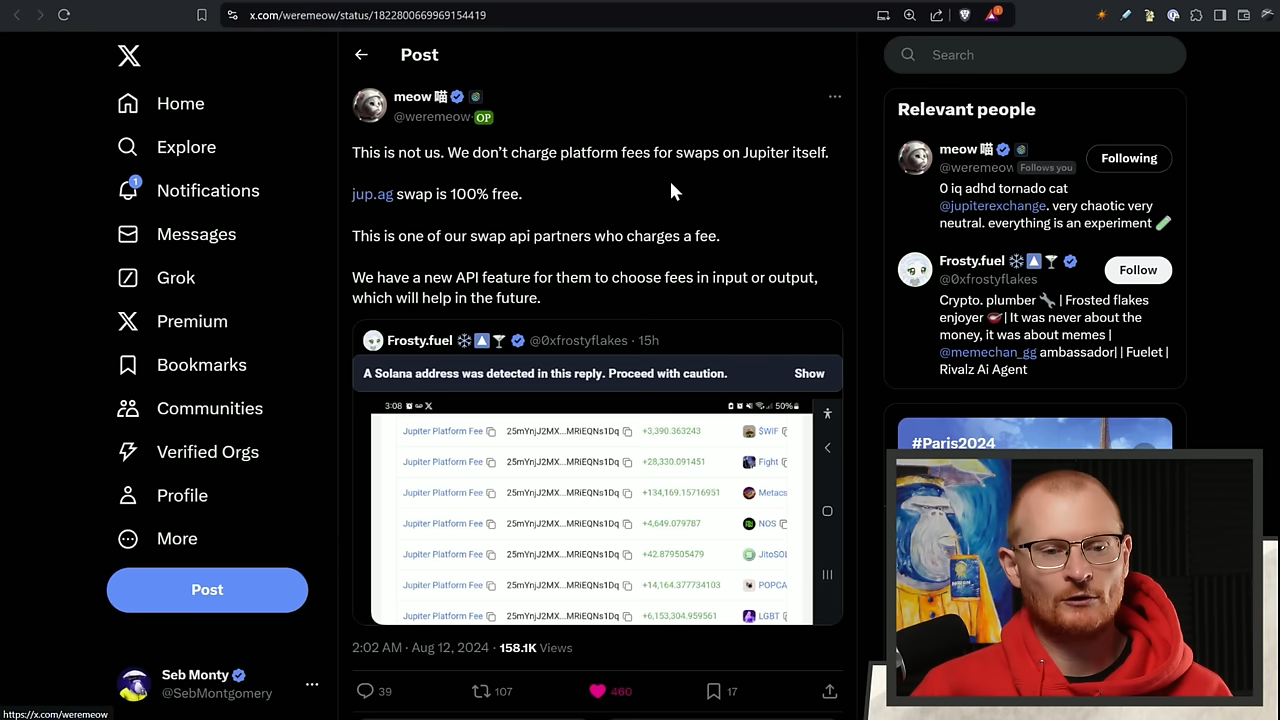 x.com/weremeow/status/1822800669969154419
Home
Explore
1
Notifications
Messages
Grok
Premium
Bookmarks
Communities
Verified Orgs
Profile
More
Post
Seb Monty
@SebMontgomery
https://x.com/weremeow
Post
meow 喵
@weremeow· OP
This is not us. We don’t charge platform fees for swaps on Jupiter itself.
jup.ag swap is 100% free.
This is one of our swap api partners who charges a fee.
We have a new API feature for them to choose fees in input or output,
which will help in the future.
Frosty.fuel @0xfrostyflakes · 15h
A Solana address was detected in this reply. Proceed with caution. Show
3:08 50%
Jupiter Platform Fee 25mYnjJ2MX...MRiEQNs1Dq +3,390.363243 $WIF
Jupiter Platform Fee 25mYnjJ2MX...MRiEQNs1Dq +28,330.091451 Fight
Jupiter Platform Fee 25mYnjJ2MX...MRiEQNs1Dq +134,169.15716951 Metacs
Jupiter Platform Fee 25mYnjJ2MX...MRiEQNs1Dq +4,649.079787 NOS
Jupiter Platform Fee 25mYnjJ2MX...MRiEQNs1Dq +42.879505479 JitoSOL
Jupiter Platform Fee 25mYnjJ2MX...MRiEQNs1Dq +14,164.377734103 POPCA
Jupiter Platform Fee 25mYnjJ2MX...MRiEQNs1Dq +6,153,304.959561 LGBT
2:02 AM · Aug 12, 2024 · 158.1K Views
39 107 460 17
Search
Relevant people
meow 喵
@weremeow Follows you
Following
0 iq adhd tornado cat
@jupiterexchange. very chaotic very
neutral. everything is an experiment
Frosty.fuel
@0xfrostyflakes
Follow
Crypto. plumber | Frosted flakes
enjoyer | It was never about the
money, it was about memes |
@memechan_gg ambassador| | Fuelet |
Rivalz Ai Agent
#Paris2024